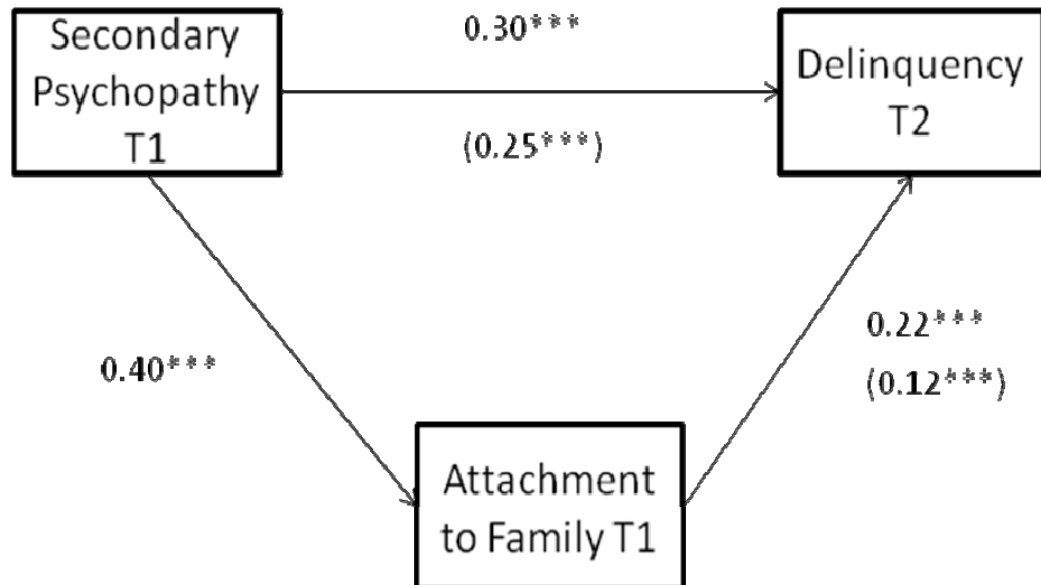 Secondary
Psychopathy
T1
0.30***
(0.25***)
Delinquency
T2
0.40***
0.22***
(0.12***)
Attachment
to Family T1